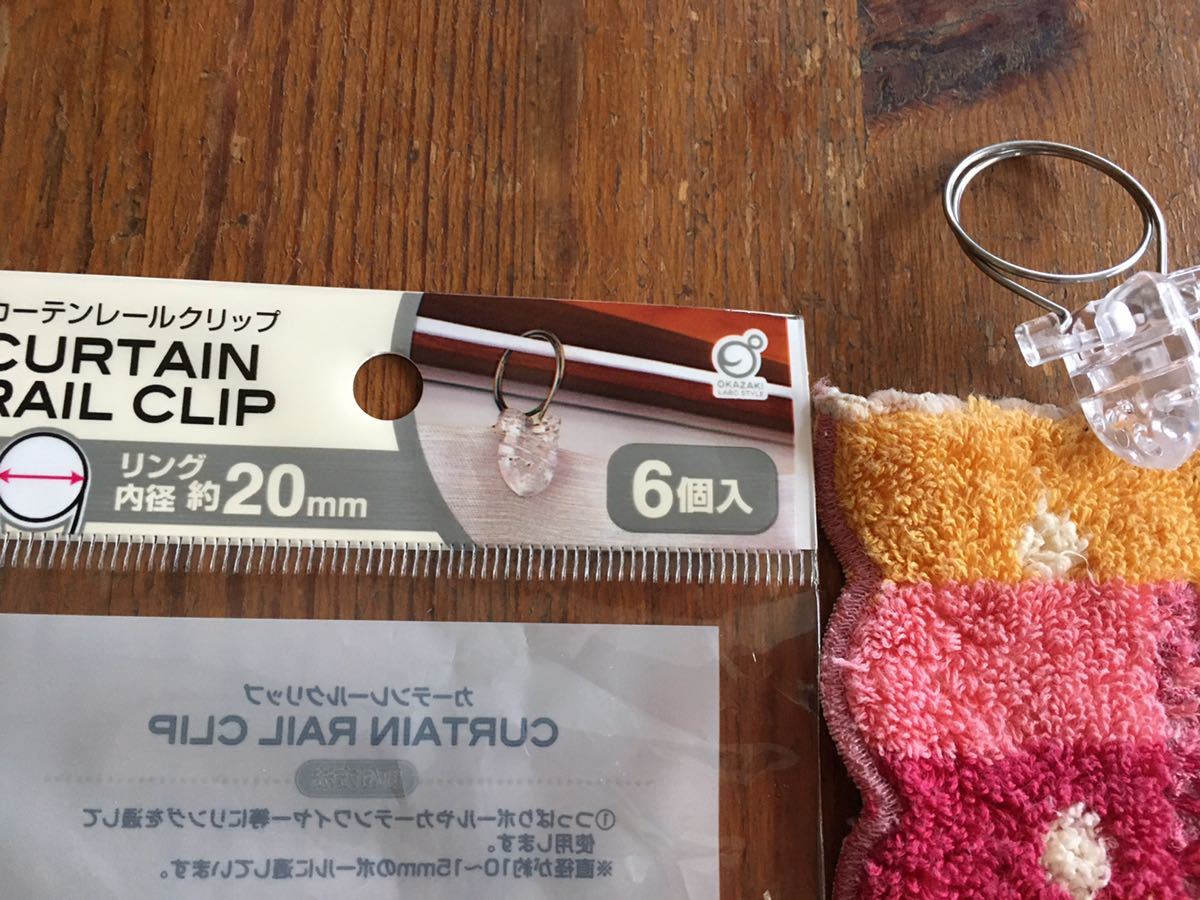 カーテンレールクリップ
CURTAIN
RAIL CLIP
リング
内径 約20mm
6個入
OKAZAKI
LABO STYLE
カーテンレールクリップ
CURTAIN RAIL CLIP
取付方法
①つっぱりポールやカーテンワイヤー等にリングを通して
使用します。
※直径が約10〜15mmのポールに適しています。